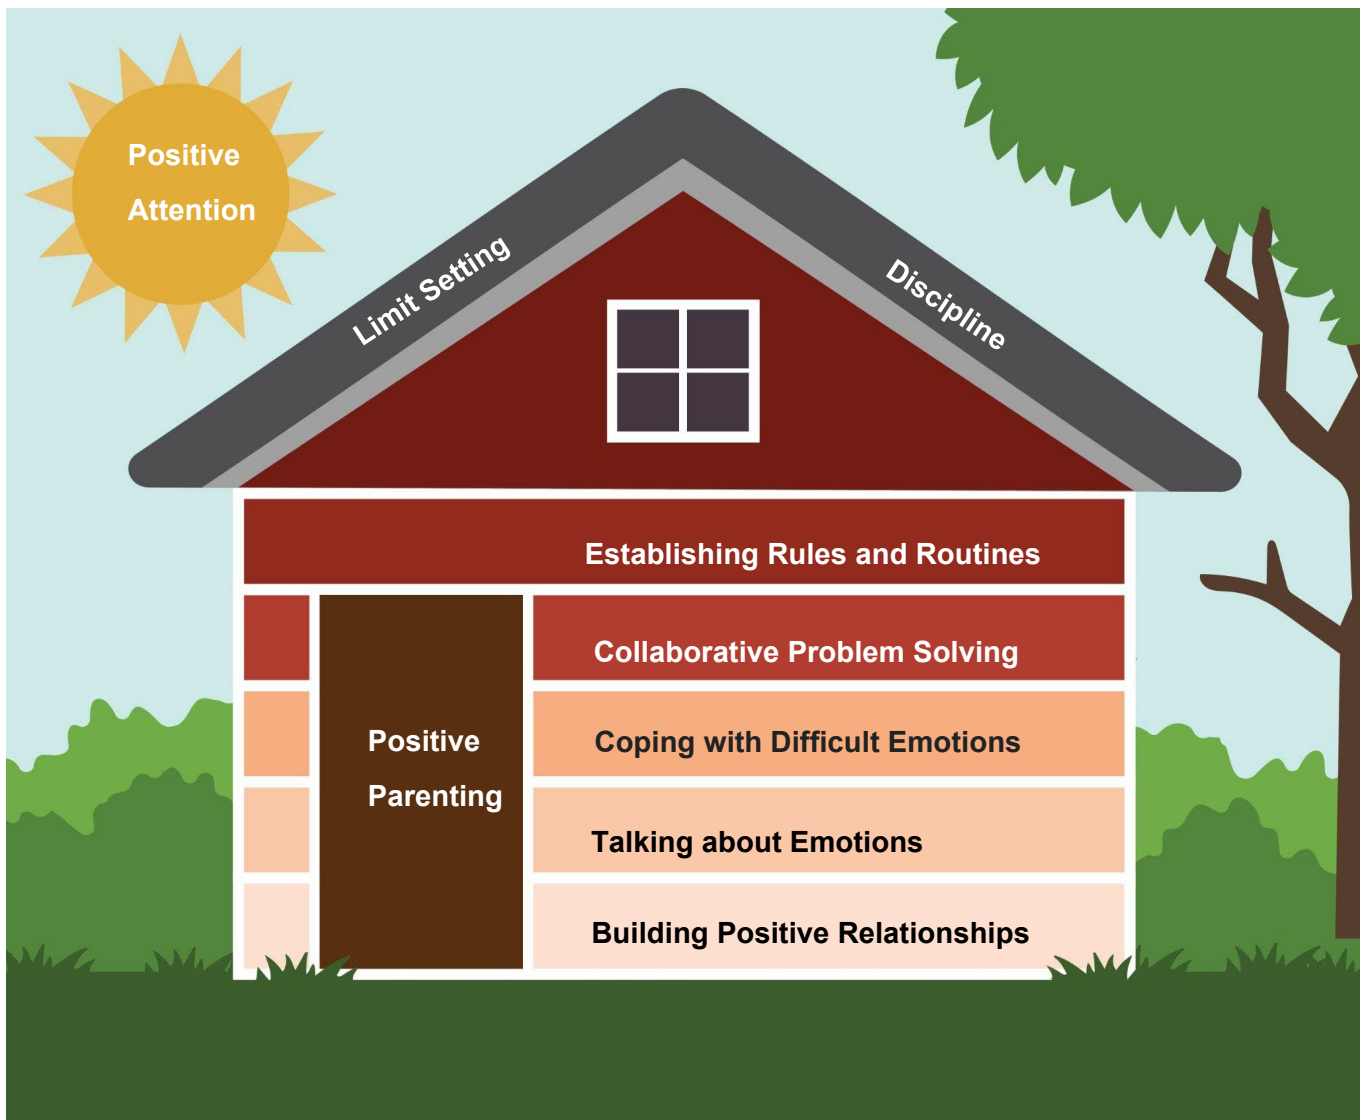 Positive
Attention
Limit Setting
Discipline
Establishing Rules and Routines
Collaborative Problem Solving
Positive
Parenting
Coping with Difficult Emotions
Talking about Emotions
Building Positive Relationships